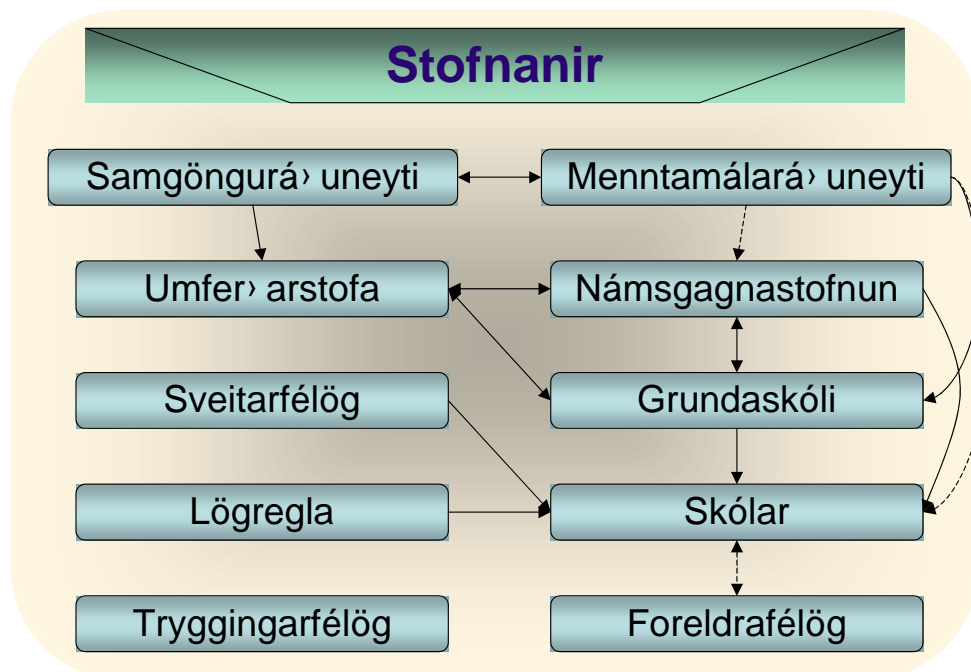 Stofnanir
Samgöngurá› uneyti
Menntamálará› uneyti
Umfer› arstofa
Námsgagnastofnun
Sveitarfélög
Grundaskóli
Lögregla
Skólar
Tryggingarfélög
Foreldrafélög